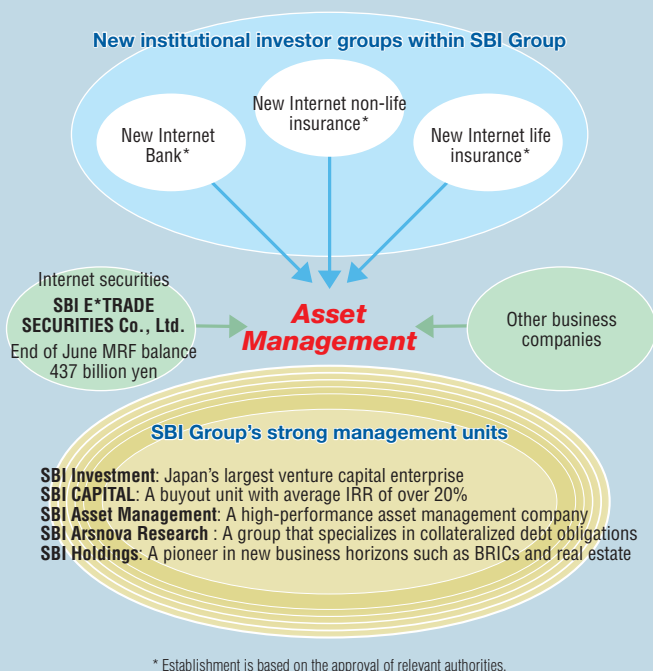 New institutional investor groups within SBI Group
New Internet non-life
insurance*
New Internet
Bank*
New Internet life
insurance*
Internet securities
SBI E*TRADE
SECURITIES Co., Ltd.
End of June MRF balance
437 billion yen
Asset
Management
Other business
companies
SBI Group's strong management units
SBI Investment: Japan's largest venture capital enterprise
SBI CAPITAL: A buyout unit with average IRR of over 20%
SBI Asset Management: A high-performance asset management company
SBI Arsnova Research : A group that specializes in collateralized debt obligations
SBI Holdings: A pioneer in new business horizons such as BRICs and real estate
* Establishment is based on the approval of relevant authorities.